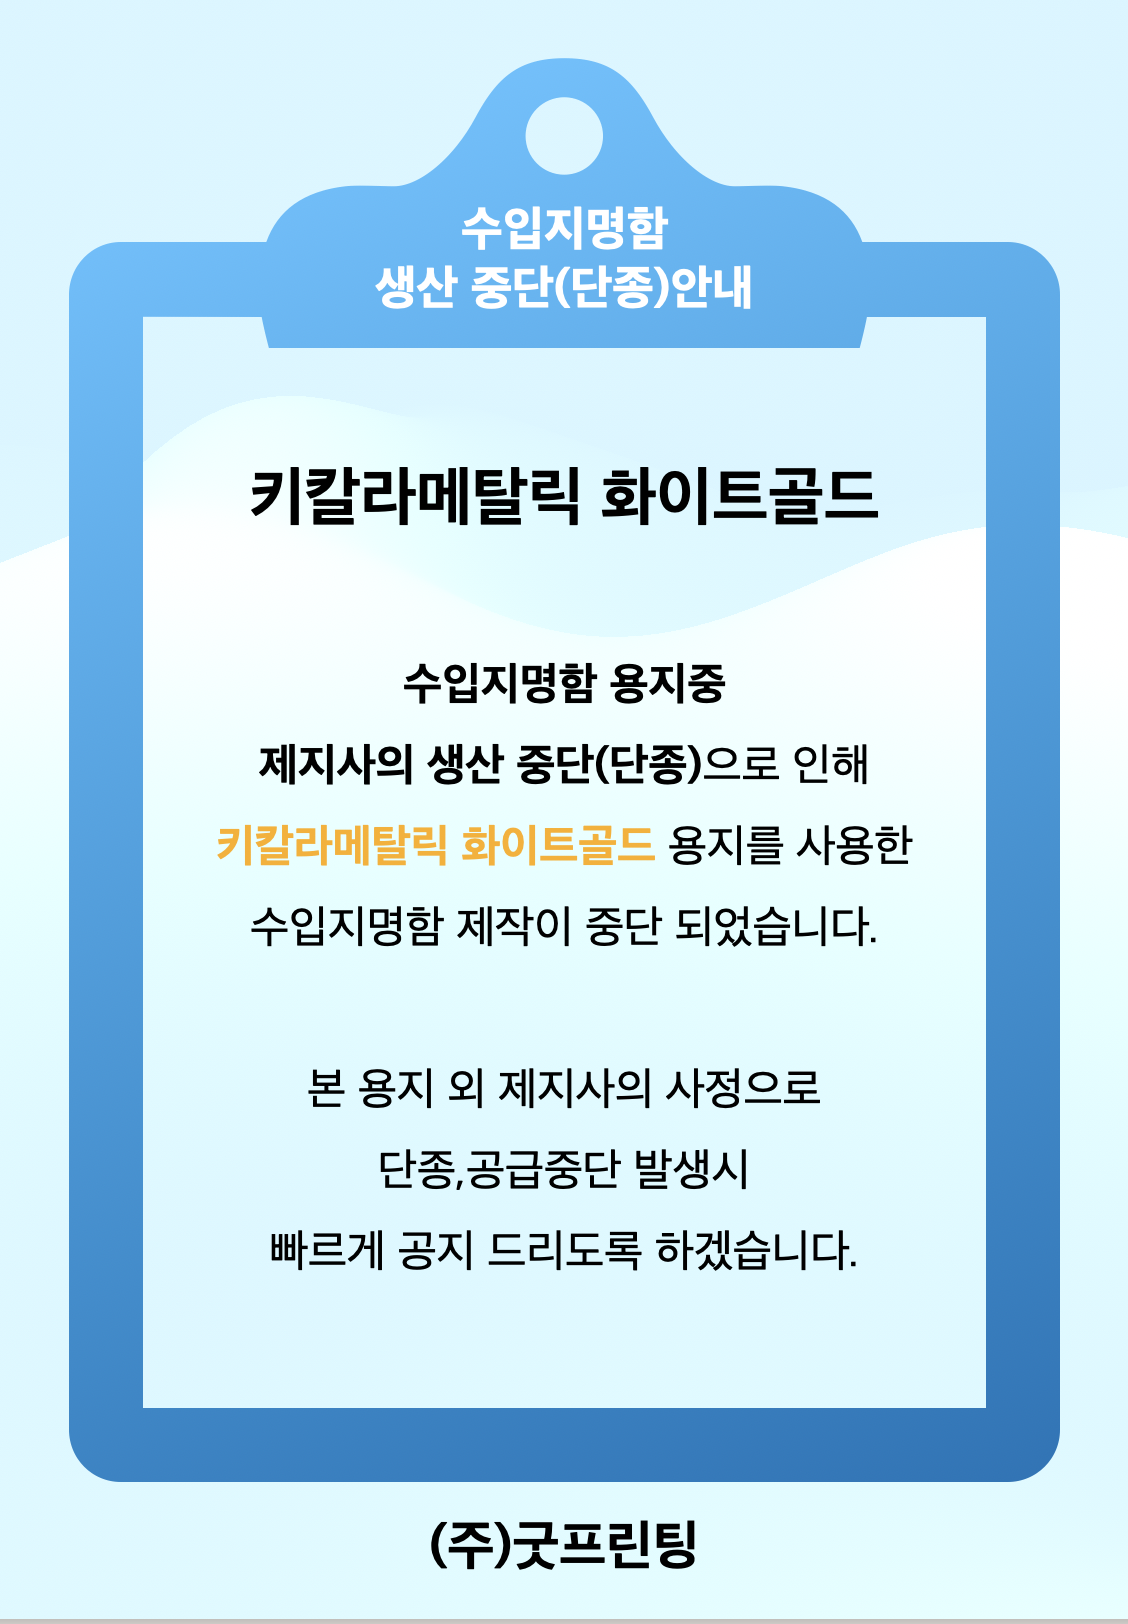 수입지명함
생산 중단(단종)안내
키칼라메탈릭 화이트골드
수입지명함 용지중
제지사의 생산 중단(단종)으로 인해
키칼라메탈릭 화이트골드 용지를 사용한
수입지명함 제작이 중단 되었습니다.
본 용지 외 제지사의 사정으로
단종,공급중단 발생시
빠르게 공지 드리도록 하겠습니다.
(주)굿프린팅